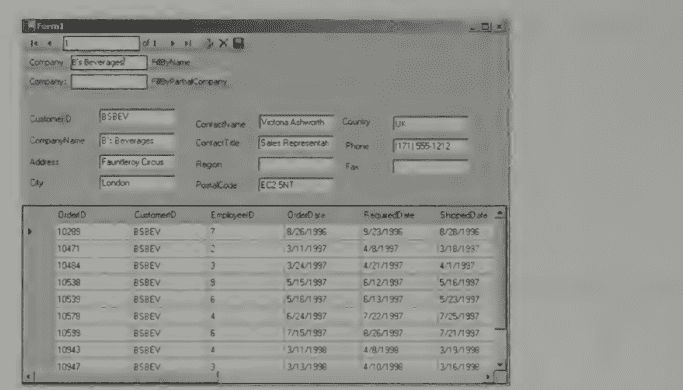 Form1
1 of 1
Company B's Beverages FillByName
Company: FillByPartialCompany
CustomerID BSBEV ContactName Victoria Ashworth Country UK
CompanyName B's Beverages ContactTitle Sales Representati Phone (171) 555-1212
Address Fauntleroy Circus Region Fax
City London PostalCode EC2 5NT
OrderID CustomerID EmployeeID OrderDate RequiredDate ShippedDate
10289 BSBEV 7 8/26/1996 9/23/1996 8/28/1996
10471 BSBEV 2 3/11/1997 4/8/1997 3/18/1997
10484 BSBEV 3 3/24/1997 4/21/1997 4/1/1997
10538 BSBEV 9 5/15/1997 6/12/1997 5/16/1997
10539 BSBEV 6 5/16/1997 6/13/1997 5/23/1997
10578 BSBEV 4 6/24/1997 7/22/1997 7/25/1997
10599 BSBEV 6 7/15/1997 8/26/1997 7/21/1997
10943 BSBEV 4 3/11/1998 4/8/1998 3/19/1998
10947 BSBEV 3 3/13/1998 4/10/1998 3/16/1998